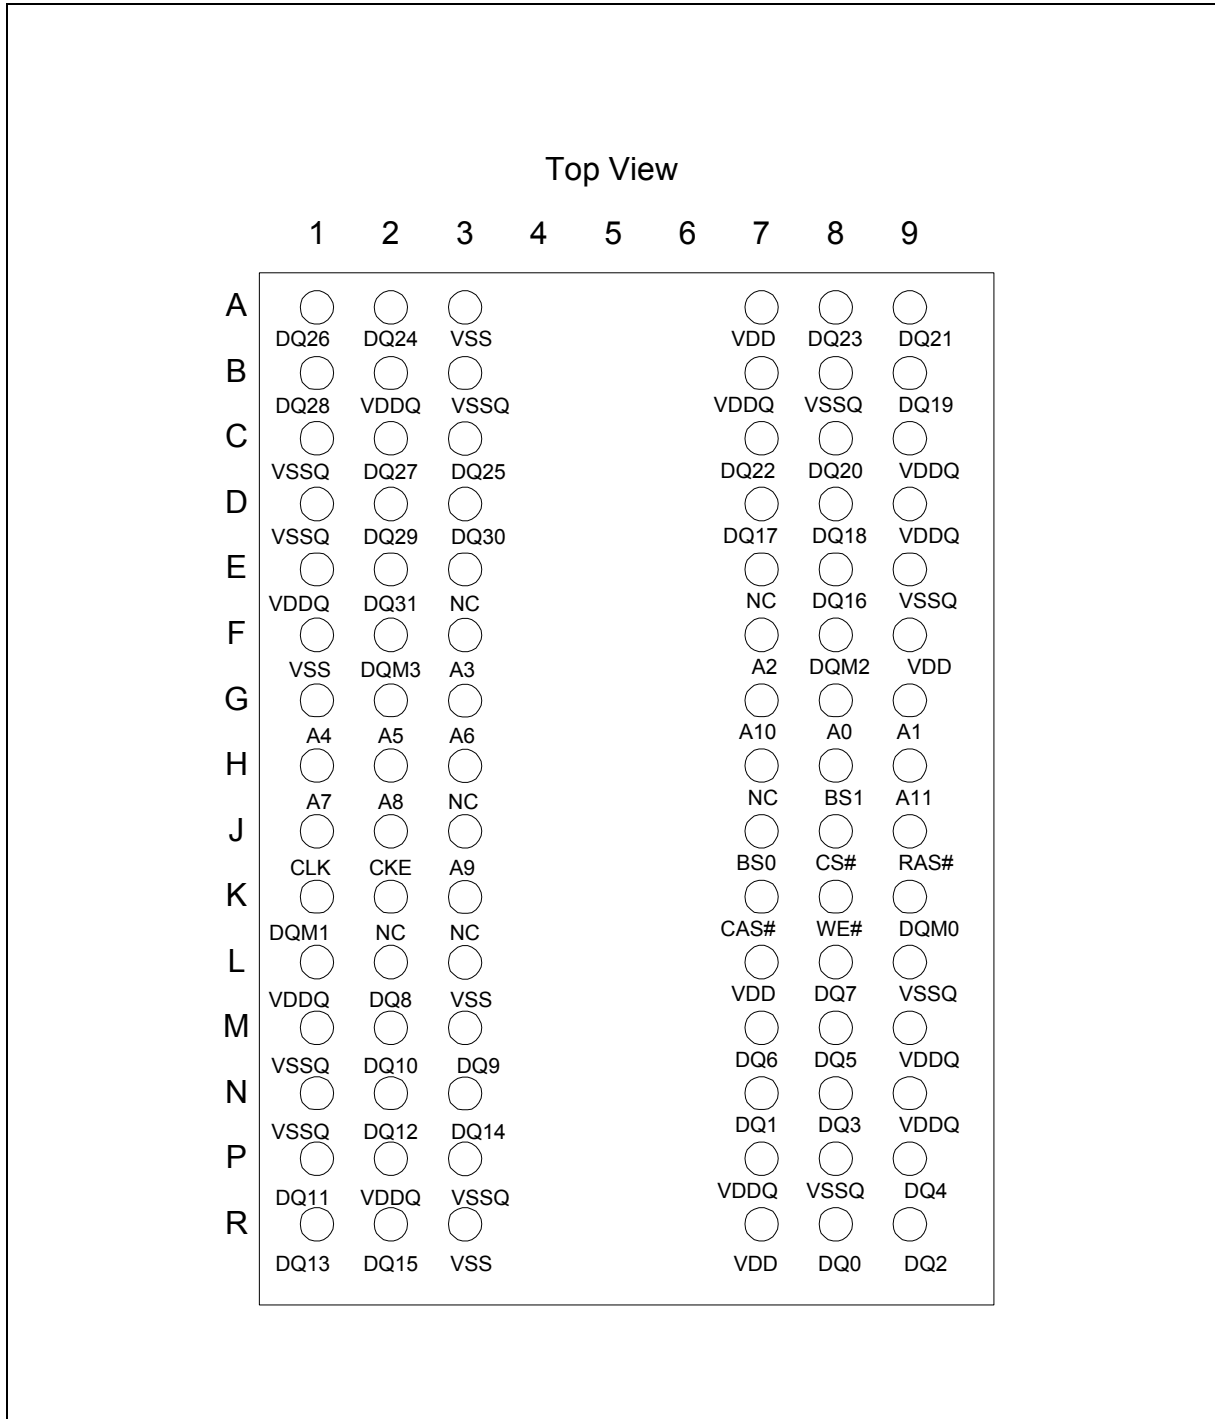 Top View
1 2 3 4 5 6 7 8 9
A
DQ26 DQ24 VSS VDD DQ23 DQ21
B
DQ28 VDDQ VSSQ VDDQ VSSQ DQ19
C
VSSQ DQ27 DQ25 DQ22 DQ20 VDDQ
D
VSSQ DQ29 DQ30 DQ17 DQ18 VDDQ
E
VDDQ DQ31 NC NC DQ16 VSSQ
F
VSS DQM3 A3 A2 DQM2 VDD
G
A4 A5 A6 A10 A0 A1
H
A7 A8 NC NC BS1 A11
J
CLK CKE A9 BS0 CS# RAS#
K
DQM1 NC NC CAS# WE# DQM0
L
VDDQ DQ8 VSS VDD DQ7 VSSQ
M
VSSQ DQ10 DQ9 DQ6 DQ5 VDDQ
N
VSSQ DQ12 DQ14 DQ1 DQ3 VDDQ
P
DQ11 VDDQ VSSQ VDDQ VSSQ DQ4
R
DQ13 DQ15 VSS VDD DQ0 DQ2